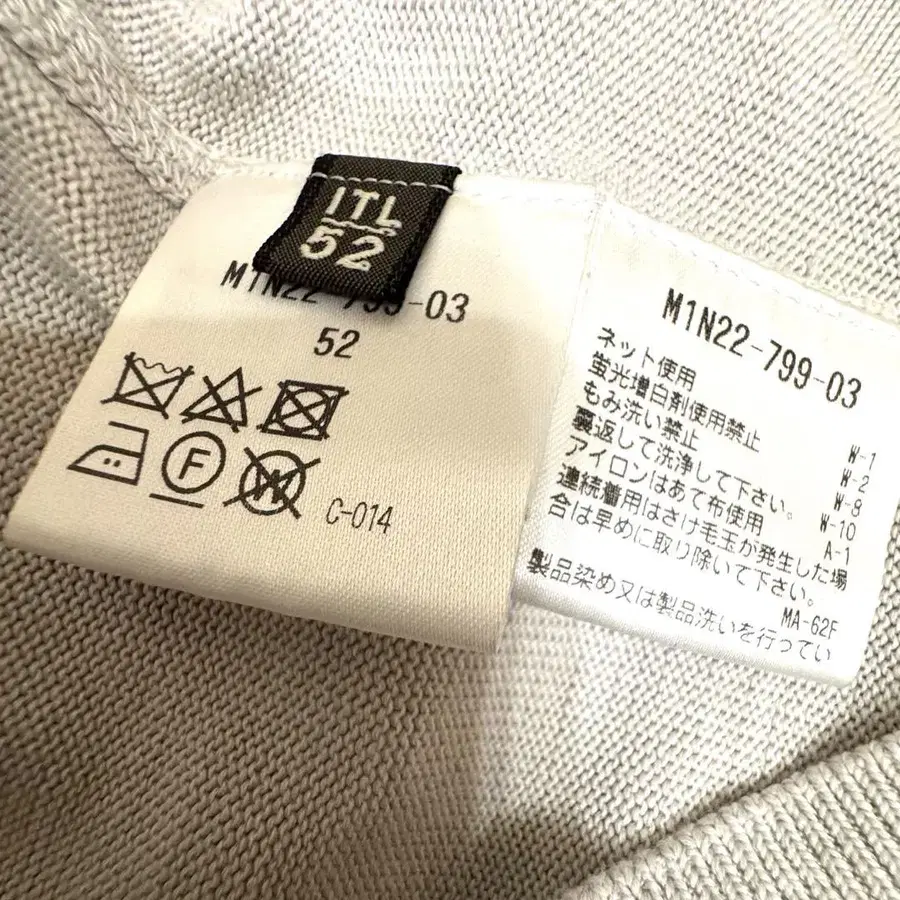 ITL
52
M1N22-799-03
52
F
W
C-014
M1N22-799-03
ネット使用
蛍光増白剤使用禁止 W-1
もみ洗い禁止 W-2
裏返して洗浄して下さい。 W-8
アイロンはあて布使用 W-10
連続着用はさけ毛玉が発生した場 A-1
合は早めに取り除いて下さい。
MA-62F
製品染め又は製品洗いを行ってい